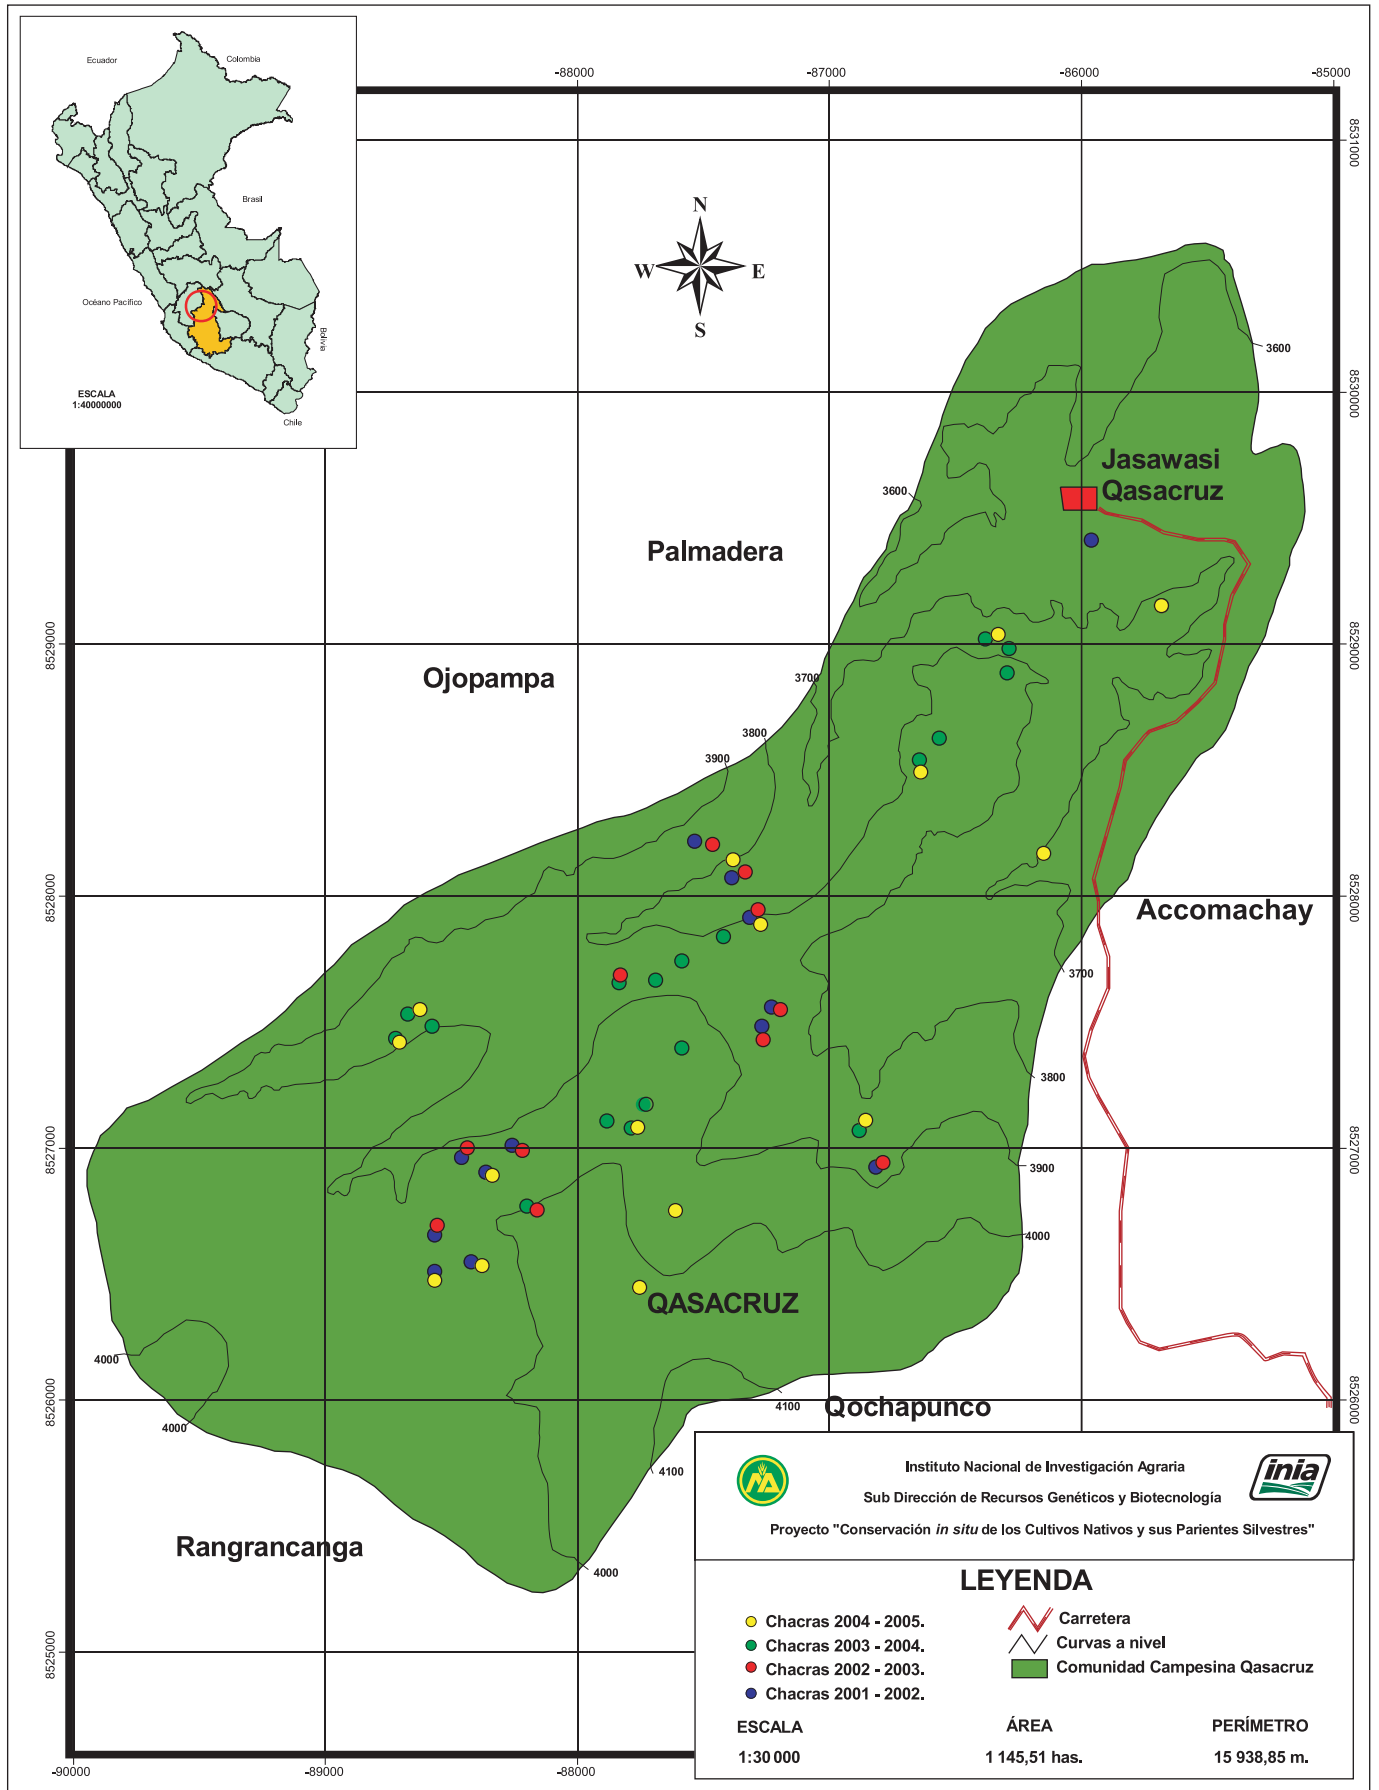 Ecuador
Colombia
Brasil
Océano Pacífico
Bolivia
Chile
ESCALA
1:40000000
-88000
-87000
-86000
-85000
8531000
8530000
8529000
8528000
8527000
8526000
N
W
E
S
3600
Jasawasi
Qasacruz
3600
Palmadera
Ojopampa
3700
3800
3900
Accomachay
3700
3800
3900
4000
QASACRUZ
4000
4000
4100
Qochapunco
4100
4000
Rangrancanga
8529000
8528000
8527000
8526000
8525000
-90000
-89000
-88000
Instituto Nacional de Investigación Agraria
Sub Dirección de Recursos Genéticos y Biotecnología
Proyecto "Conservación in situ de los Cultivos Nativos y sus Parientes Silvestres"
inia
LEYENDA
Chacras 2004 - 2005.
Chacras 2003 - 2004.
Chacras 2002 - 2003.
Chacras 2001 - 2002.
Carretera
Curvas a nivel
Comunidad Campesina Qasacruz
ESCALA
1:30 000
ÁREA
1 145,51 has.
PERÍMETRO
15 938,85 m.